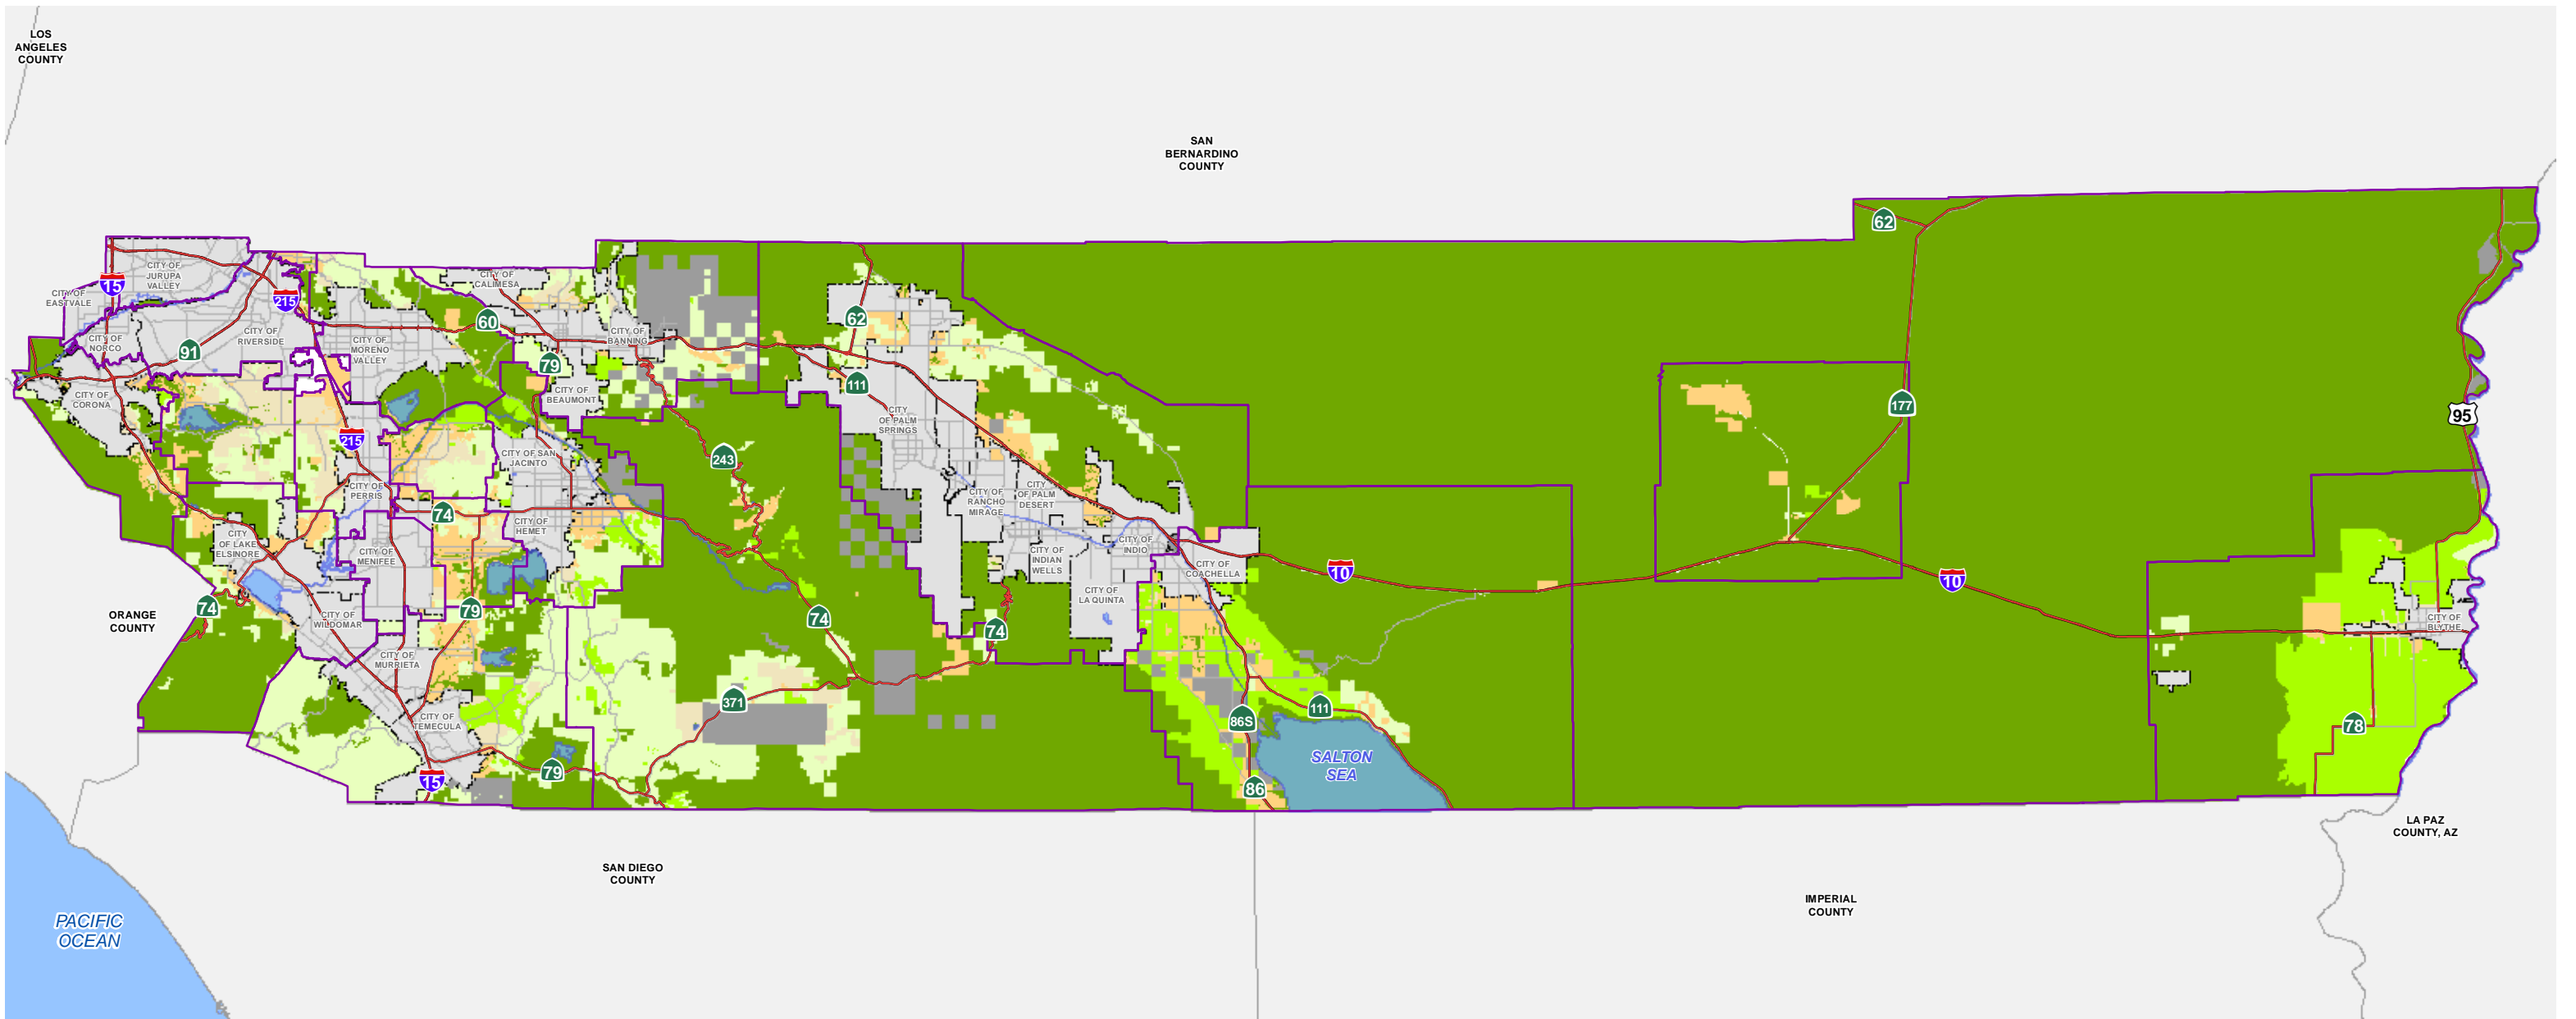 LOS
ANGELES
COUNTY
SAN
BERNARDINO
COUNTY
62
CITY OF
JURUPA
VALLEY
CITY OF
CALIMESA
15
CITY OF
EASTVALE
215
60
62
CITY OF
NORCO
91
CITY OF
RIVERSIDE
CITY OF
MORENO
VALLEY
CITY OF
BANNING
79
111
CITY OF
CORONA
CITY OF
BEAUMONT
177
95
CITY
OF PALM
SPRINGS
215
243
CITY OF SAN
JACINTO
CITY OF
PERRIS
CITY OF
RANCHO
MIRAGE
CITY
OF PALM
DESERT
74
CITY OF
HEMET
CITY
OF LAKE
ELSINORE
CITY OF
MENIFEE
CITY OF
INDIO
CITY OF
INDIAN
WELLS
CITY OF
COACHELLA
10
10
CITY OF
LA QUINTA
74
ORANGE
COUNTY
79
CITY OF
WILDOMAR
74
74
CITY OF
BLYTHE
CITY OF
MURRIETA
371
111
86S
78
CITY OF
TEMECULA
SALTON
SEA
15
79
86
LA PAZ
COUNTY, AZ
SAN DIEGO
COUNTY
IMPERIAL
COUNTY
PACIFIC
OCEAN